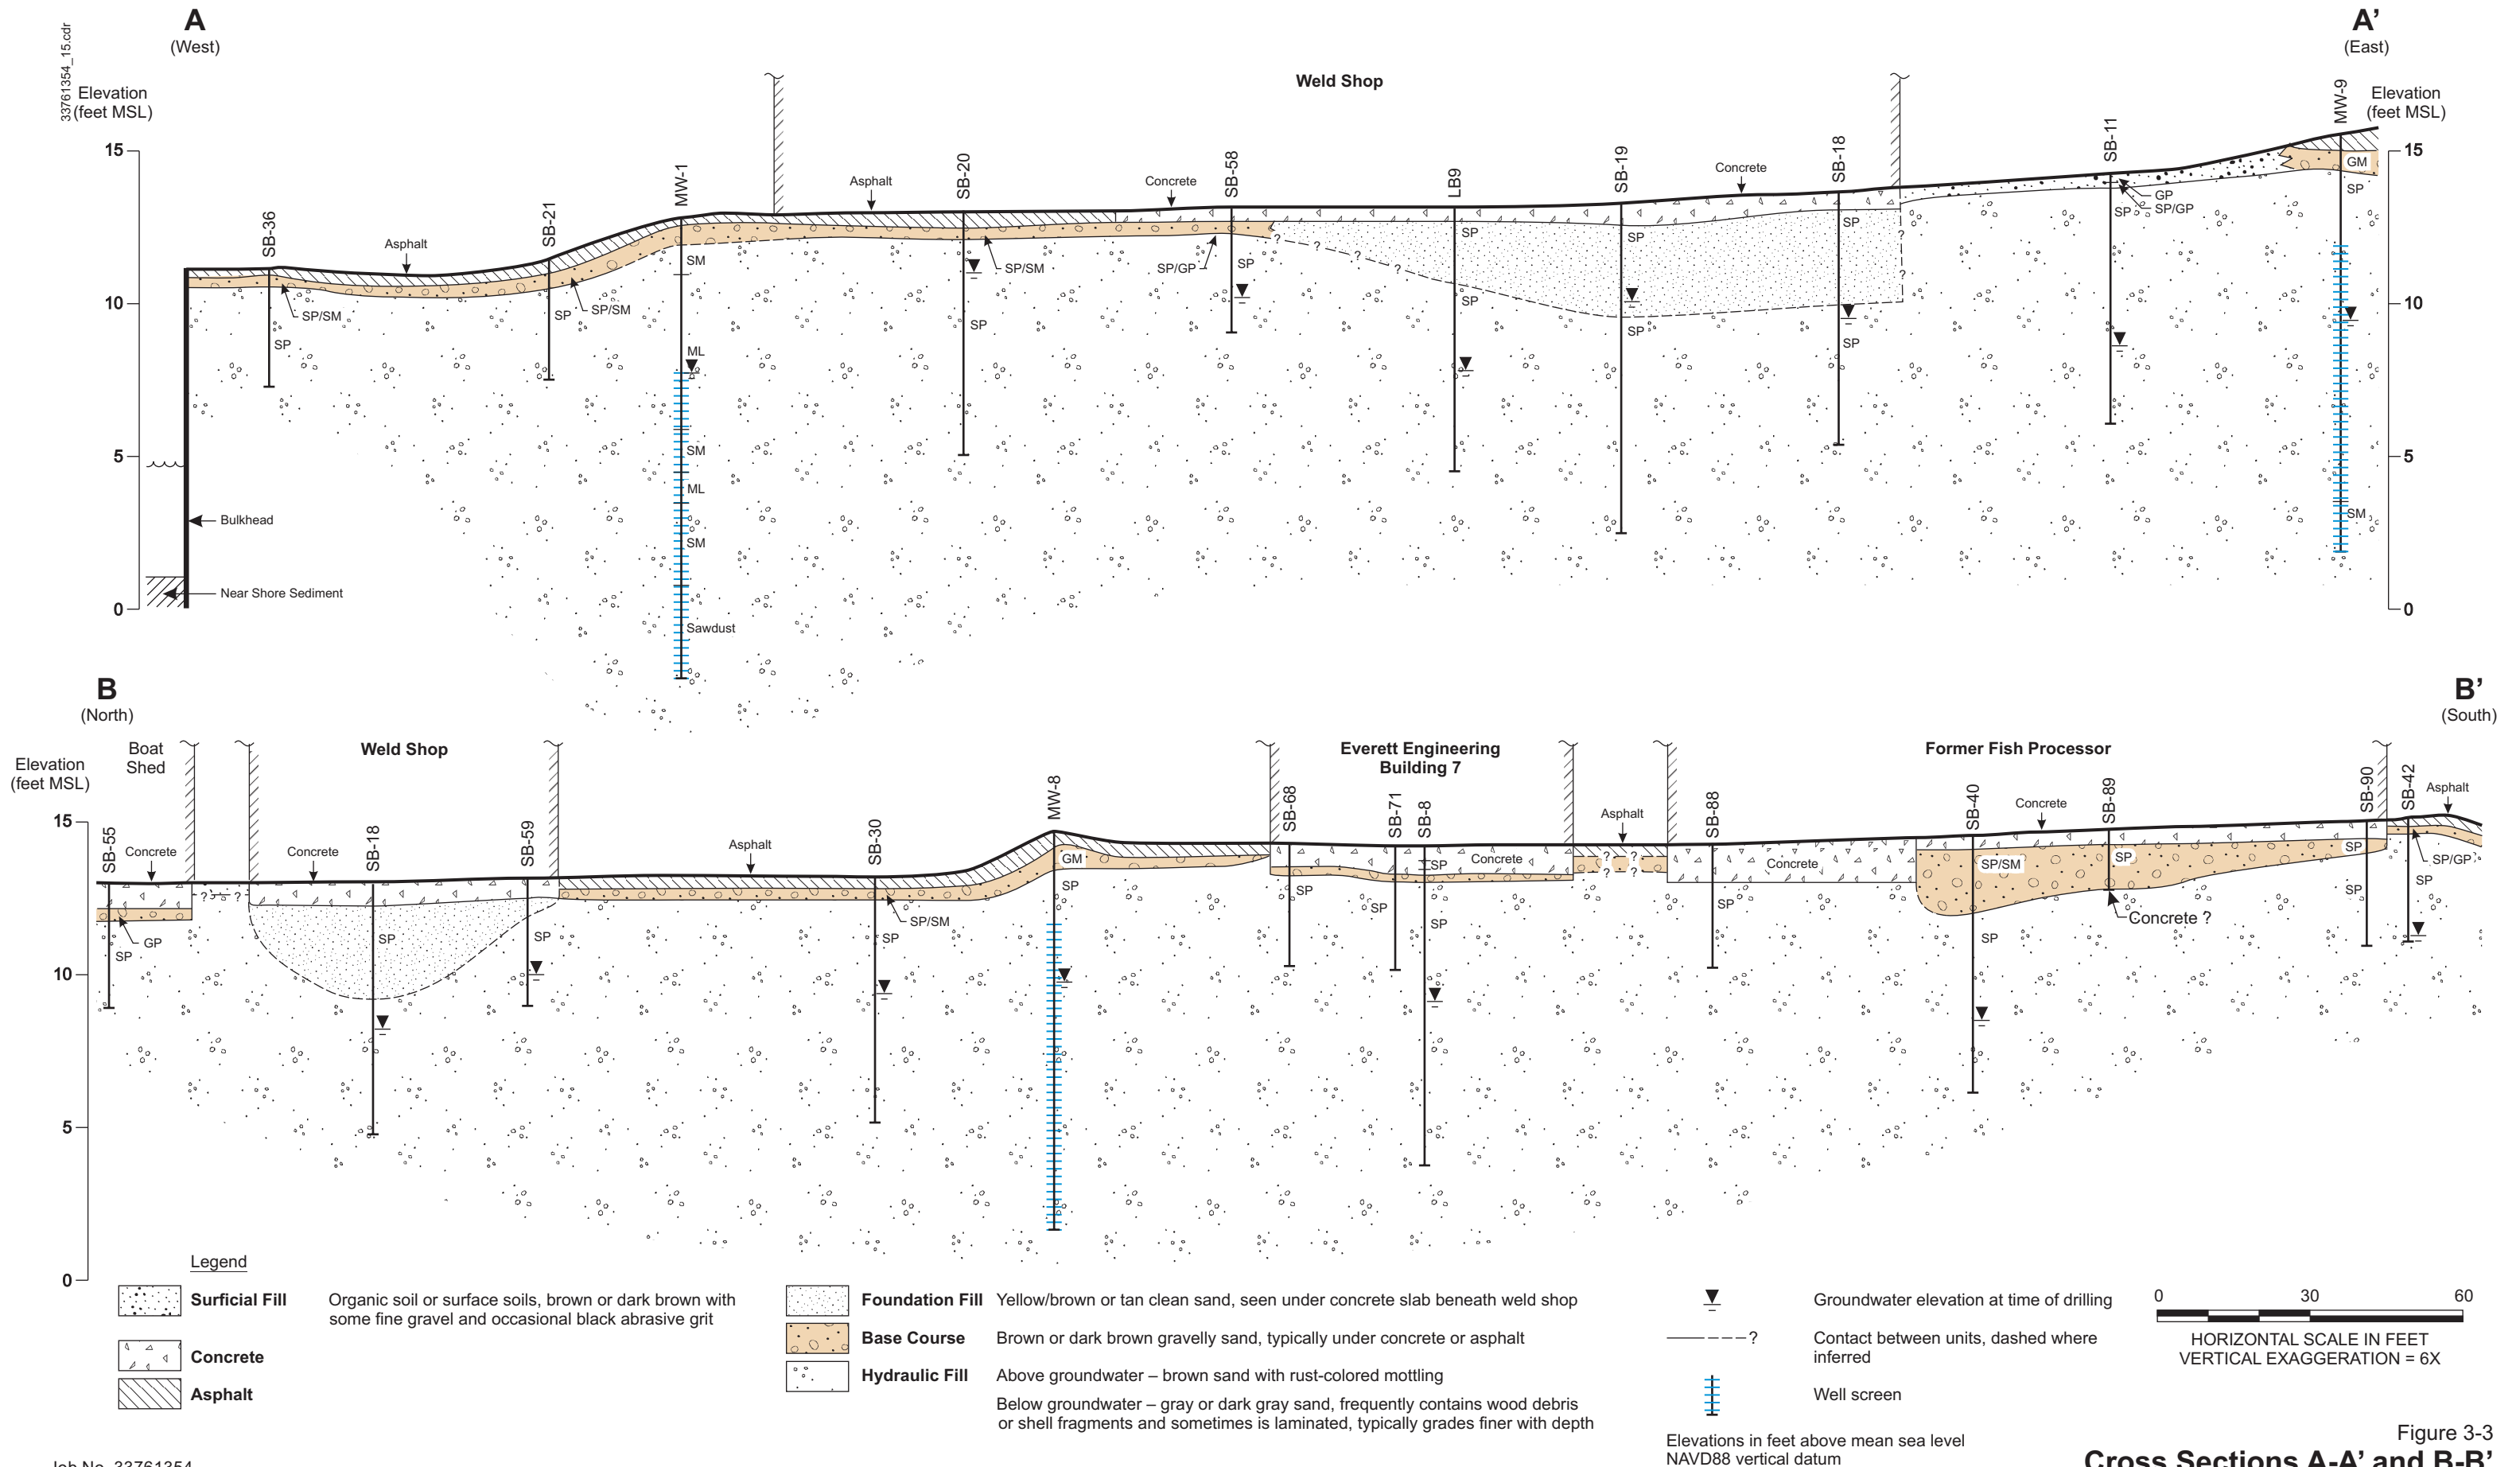 33761354_15.cdr
A
(West)
A’
(East)
Elevation
(feet MSL)
Weld Shop
Elevation
(feet MSL)
MW-9
SB-11
15
15
MW-1
SB-20
SB-58
LB9
SB-19
SB-18
Asphalt
Concrete
Concrete
GM
SP
GP
SP/GP
SP
SB-36
SB-21
Asphalt
SP
SP
SP
SM
SP/SM
SP/GP
SP
10
10
SP/SM
SP
SP/SM
SP
SP
SP
SP
SP
?
?
?
?
?
?
ML
5
5
SM
ML
SM
SM
Bulkhead
Near Shore Sediment
0
0
Sawdust
B
(North)
B’
(South)
Elevation
(feet MSL)
Boat
Shed
Weld Shop
Everett Engineering
Building 7
Former Fish Processor
15
SB-55
Concrete
Concrete
SB-18
SB-59
Asphalt
SB-30
MW-8
SB-68
SB-71
SB-8
Asphalt
SB-88
SB-40
Concrete
SB-89
SB-90
SB-42
Asphalt
GM
SP
Concrete
? ?
? ?
Concrete
SP/SM
SP
SP
SP/GP
? ?
SP
SP
SP
SP
SP
SP
SP/SM
Concrete ?
GP
SP
SP
SP
SP
SP
SP
10
5
0
Legend
Surficial Fill
Organic soil or surface soils, brown or dark brown with
some fine gravel and occasional black abrasive grit
Concrete
Asphalt
Foundation Fill
Yellow/brown or tan clean sand, seen under concrete slab beneath weld shop
Base Course
Brown or dark brown gravelly sand, typically under concrete or asphalt
Hydraulic Fill
Above groundwater – brown sand with rust-colored mottling
Below groundwater – gray or dark gray sand, frequently contains wood debris
or shell fragments and sometimes is laminated, typically grades finer with depth
Groundwater elevation at time of drilling
?
Contact between units, dashed where
inferred
Well screen
Elevations in feet above mean sea level
NAVD88 vertical datum
0 30 60
HORIZONTAL SCALE IN FEET
VERTICAL EXAGGERATION = 6X
Figure 3-3
Cross Sections A-A’ and B-B’
Job No. 33761354